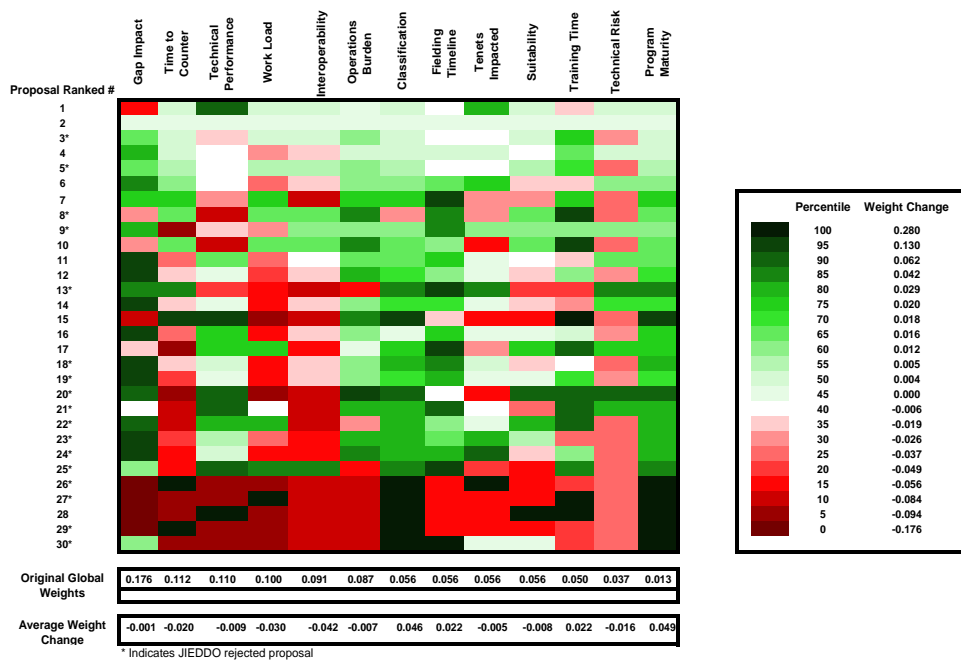 Gap Impact
Time to
Counter
Technical
Performance
Work Load
Interoperability
Operations
Burden
Classification
Fielding
Timeline
Tenets
Impacted
Suitability
Training Time
Technical Risk
Program
Maturity
Proposal Ranked #
1
2
3*
4
5*
6
7
8*
9*
10
11
12
13*
14
15
16
17
18*
19*
20*
21*
22*
23*
24*
25*
26*
27*
28
29*
30*
Percentile Weight Change
100 0.280
95 0.130
90 0.062
85 0.042
80 0.029
75 0.020
70 0.018
65 0.016
60 0.012
55 0.005
50 0.004
45 0.000
40 -0.006
35 -0.019
30 -0.026
25 -0.037
20 -0.049
15 -0.056
10 -0.084
5 -0.094
0 -0.176
Original Global
Weights
0.176 0.112 0.110 0.100 0.091 0.087 0.056 0.056 0.056 0.056 0.050 0.037 0.013
Average Weight
Change
-0.001 -0.020 -0.009 -0.030 -0.042 -0.007 0.046 0.022 -0.005 -0.008 0.022 -0.016 0.049
* Indicates JIEDDO rejected proposal